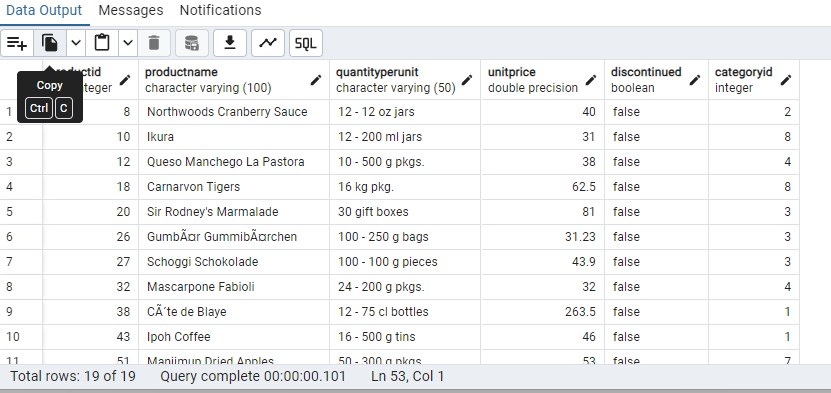 Data Output Messages Notifications
SQL
productid productname quantityperunit unitprice discontinued categoryid
integer character varying (100) character varying (50) double precision boolean integer
Copy
Ctrl C
1 8 Northwoods Cranberry Sauce 12 - 12 oz jars 40 false 2
2 10 Ikura 12 - 200 ml jars 31 false 8
3 12 Queso Manchego La Pastora 10 - 500 g pkgs. 38 false 4
4 18 Carnarvon Tigers 16 kg pkg. 62.5 false 8
5 20 Sir Rodney's Marmalade 30 gift boxes 81 false 3
6 26 GumbÃ¤r GummibÃ¤rchen 100 - 250 g bags 31.23 false 3
7 27 Schoggi Schokolade 100 - 100 g pieces 43.9 false 3
8 32 Mascarpone Fabioli 24 - 200 g pkgs. 32 false 4
9 38 CÃ´te de Blaye 12 - 75 cl bottles 263.5 false 1
10 43 Ipoh Coffee 16 - 500 g tins 46 false 1
11 51 Manjimup Dried Apples 50 - 300 g pkgs. 53 false 7
Total rows: 19 of 19 Query complete 00:00:00.101 Ln 53, Col 1